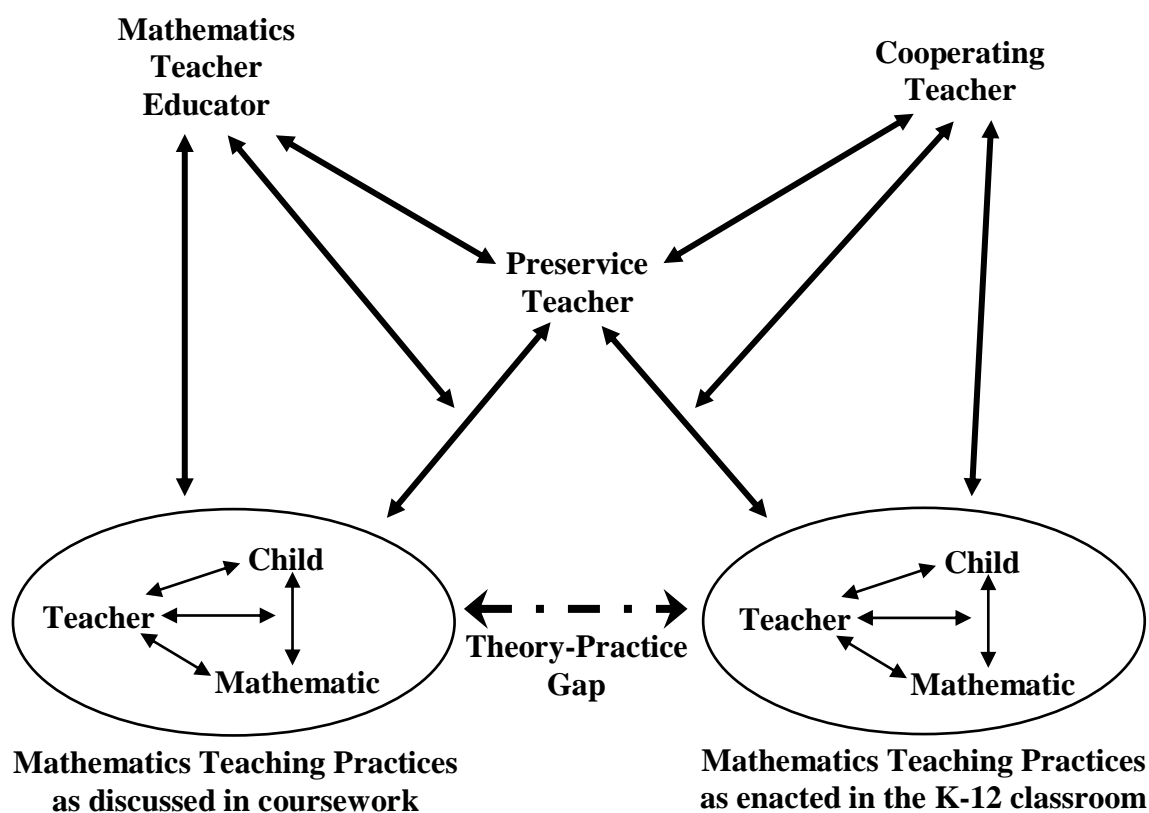 Mathematics
Teacher
Educator
Cooperating
Teacher
Preservice
Teacher
Child
Teacher
Mathematic
Theory-Practice
Gap
Child
Teacher
Mathematic
Mathematics Teaching Practices
as discussed in coursework
Mathematics Teaching Practices
as enacted in the K-12 classroom